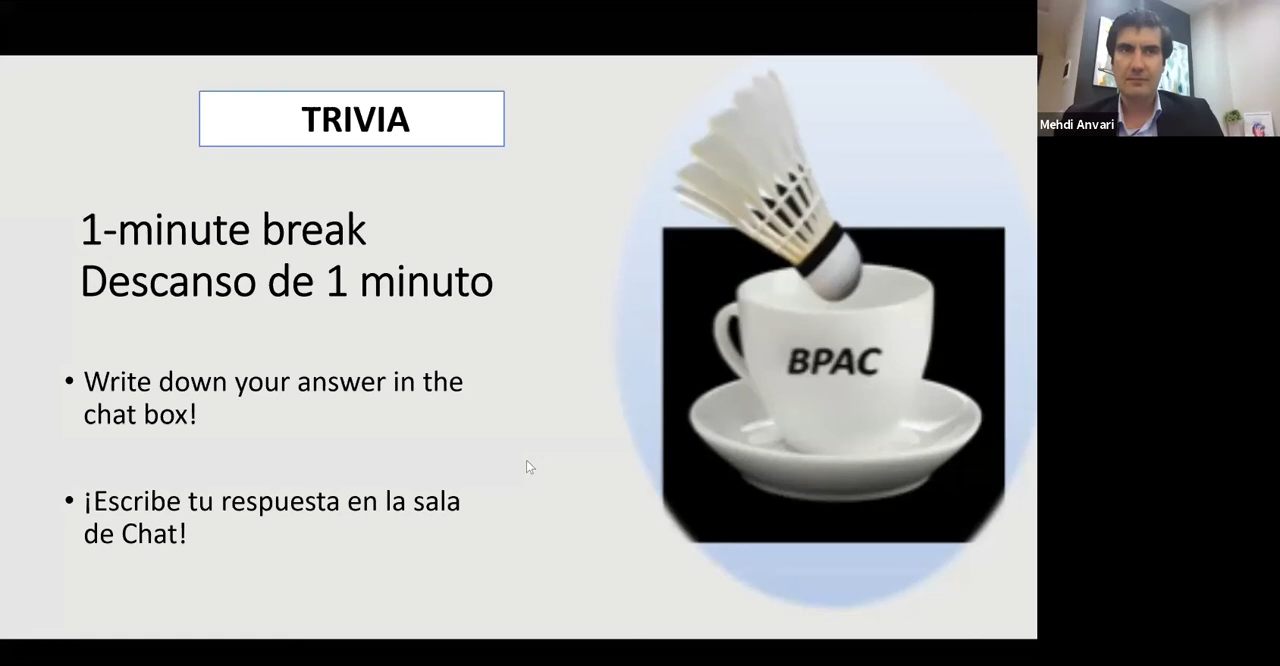 TRIVIA
1-minute break
Descanso de 1 minuto
• Write down your answer in the
chat box!
• ¡Escribe tu respuesta en la sala
de Chat!
BPAC
Mehdi Anvari